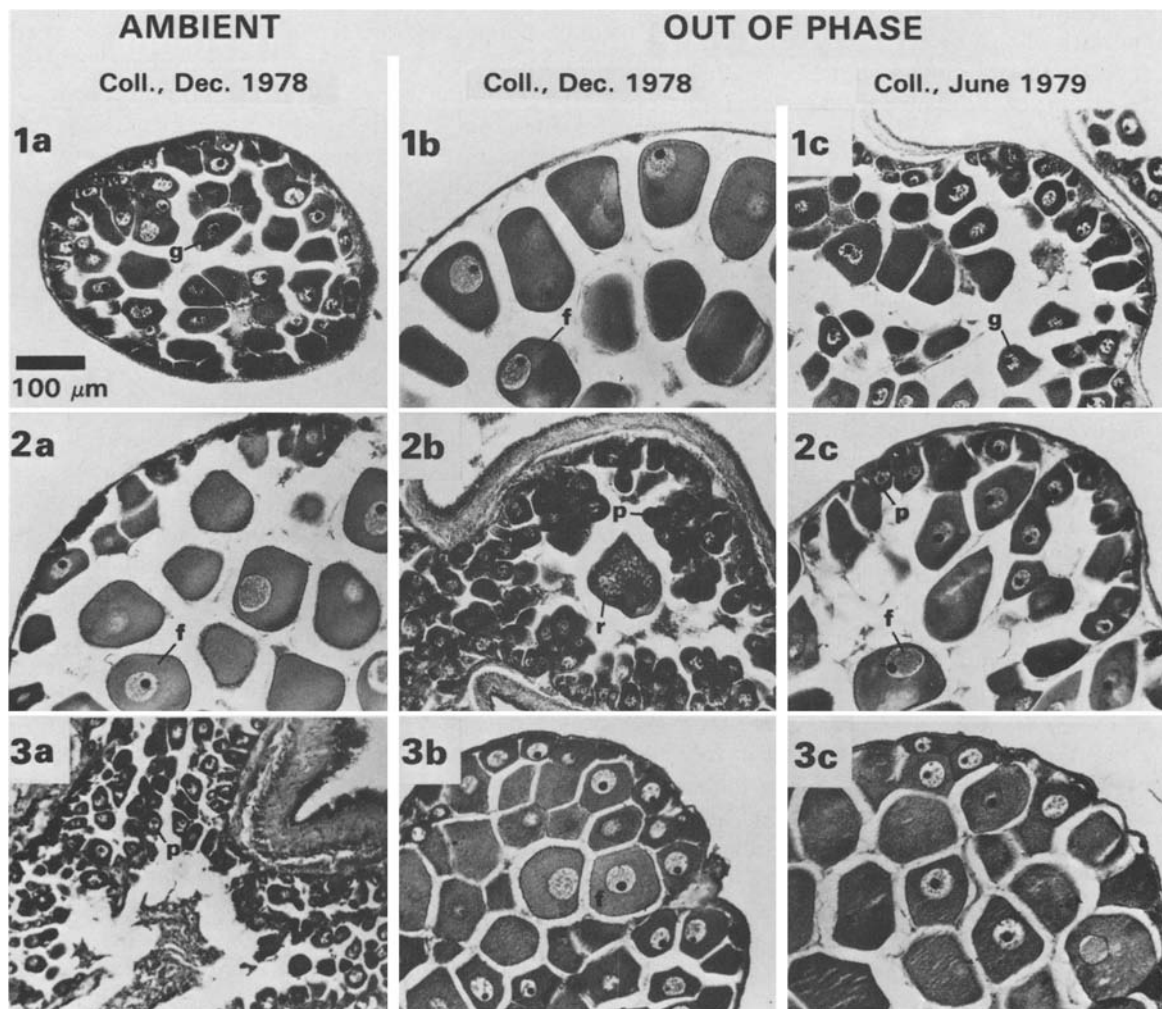 AMBIENT OUT OF PHASE
Coll., Dec. 1978 Coll., Dec. 1978 Coll., June 1979
1a 1b 1c
g
f
g
100 μm
2a 2b 2c
p
p
f
r
f
3a 3b 3c
p
f